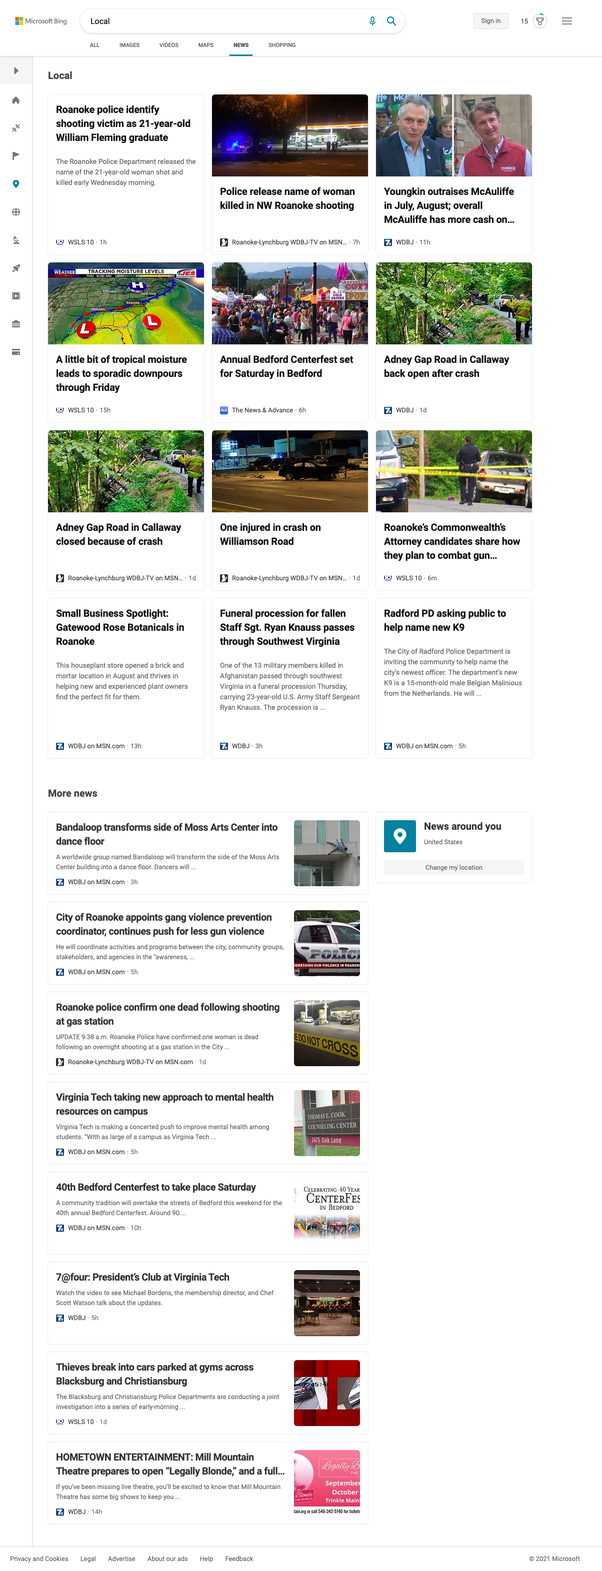 Microsoft Bing
Local
Sign in
15
ALL
IMAGES
VIDEOS
MAPS
NEWS
SHOPPING
Local
Roanoke police identify
shooting victim as 21-year-old
William Fleming graduate
The Roanoke Police Department released the
name of the 21-year-old woman shot and
killed early Wednesday morning.
WSLS 10 · 1h
Police release name of woman
killed in NW Roanoke shooting
Roanoke-Lynchburg WDBJ-TV on MSN... · 7h
Youngkin outraises McAuliffe
in July, August; overall
McAuliffe has more cash on...
WDBJ · 11h
WEATHER
TRACKING MOISTURE LEVELS
H
L
L
A little bit of tropical moisture
leads to sporadic downpours
through Friday
WSLS 10 · 15h
Annual Bedford Centerfest set
for Saturday in Bedford
The News & Advance · 6h
Adney Gap Road in Callaway
back open after crash
WDBJ · 1d
Adney Gap Road in Callaway
closed because of crash
Roanoke-Lynchburg WDBJ-TV on MSN... · 1d
One injured in crash on
Williamson Road
Roanoke-Lynchburg WDBJ-TV on MSN... · 1d
Roanoke's Commonwealth's
Attorney candidates share how
they plan to combat gun...
WSLS 10 · 6m
Small Business Spotlight:
Gatewood Rose Botanicals in
Roanoke
This houseplant store opened a brick and
mortar location in August and thrives in
helping new and experienced plant owners
find the perfect fit for them.
WDBJ on MSN.com · 13h
Funeral procession for fallen
Staff Sgt. Ryan Knauss passes
through Southwest Virginia
One of the 13 military members killed in
Afghanistan passed through southwest
Virginia in a funeral procession Thursday,
carrying 23-year-old U.S. Army Staff Sergeant
Ryan Knauss. The procession is ...
WDBJ · 3h
Radford PD asking public to
help name new K9
The City of Radford Police Department is
inviting the community to help name the
city's newest officer. The department's new
K9 is a 15-month-old male Belgian Malinious
from the Netherlands. He will ...
WDBJ on MSN.com · 5h
More news
Bandaloop transforms side of Moss Arts Center into
dance floor
A worldwide group named Bandaloop will transform the side of the Moss Arts
Center building into a dance floor. Dancers will ...
WDBJ on MSN.com · 3h
News around you
United States
Change my location
City of Roanoke appoints gang violence prevention
coordinator, continues push for less gun violence
He will coordinate activities and programs between the city, community groups,
stakeholders, and agencies in the "awareness, ...
WDBJ on MSN.com · 5h
POLICE
Roanoke police confirm one dead following shooting
at gas station
UPDATE 9:38 a.m. Roanoke Police have confirmed one woman is dead
following an overnight shooting at a gas station in the City ...
Roanoke-Lynchburg WDBJ-TV on MSN.com · 1d
DO NOT CROSS
Virginia Tech taking new approach to mental health
resources on campus
Virginia Tech is making a concerted push to improve mental health among
students. "With as large of a campus as Virginia Tech ...
WDBJ on MSN.com · 5h
THOMAS E. COOK
COUNSELING CENTER
2475 Oak Lane
40th Bedford Centerfest to take place Saturday
A community tradition will overtake the streets of Bedford this weekend for the
40th annual Bedford Centerfest. Around 90 ...
WDBJ on MSN.com · 10h
CELEBRATING 40 YEAR
CENTERFES
IN BEDFORD
7@four: President's Club at Virginia Tech
Watch the video to see Michael Bordens, the membership director, and Chef
Scott Watson talk about the updates.
WDBJ · 5h
Thieves break into cars parked at gyms across
Blacksburg and Christiansburg
The Blacksburg and Christiansburg Police Departments are conducting a joint
investigation into a series of early-morning ...
WSLS 10 · 1d
HOMETOWN ENTERTAINMENT: Mill Mountain
Theatre prepares to open "Legally Blonde," and a full...
If you've been missing live theatre, you'll be excited to know that Mill Mountain
Theatre has some big shows to keep you ...
WDBJ · 14h
Legally B
September
October
Trinkle Main
Privacy and Cookies
Legal
Advertise
About our ads
Help
Feedback
© 2021 Microsoft